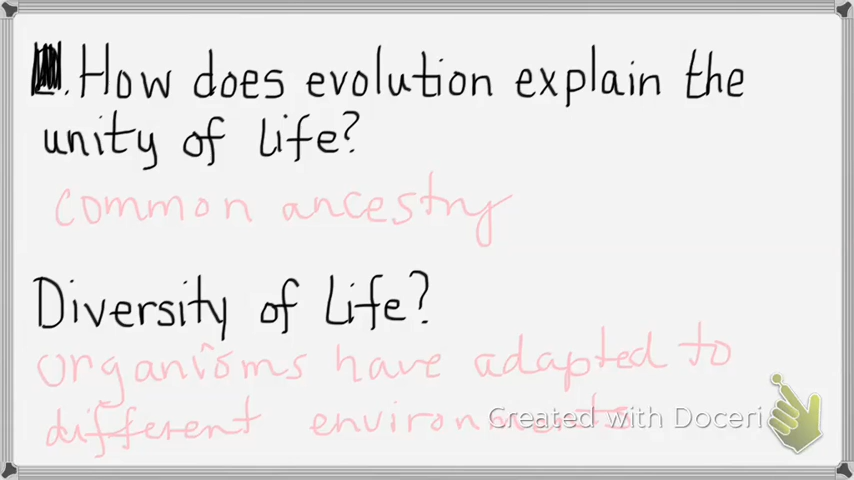 . How does evolution explain the
unity of Life?
common ancestry
Diversity of Life?
organisms have adapted to
different environments
Created with Doceri